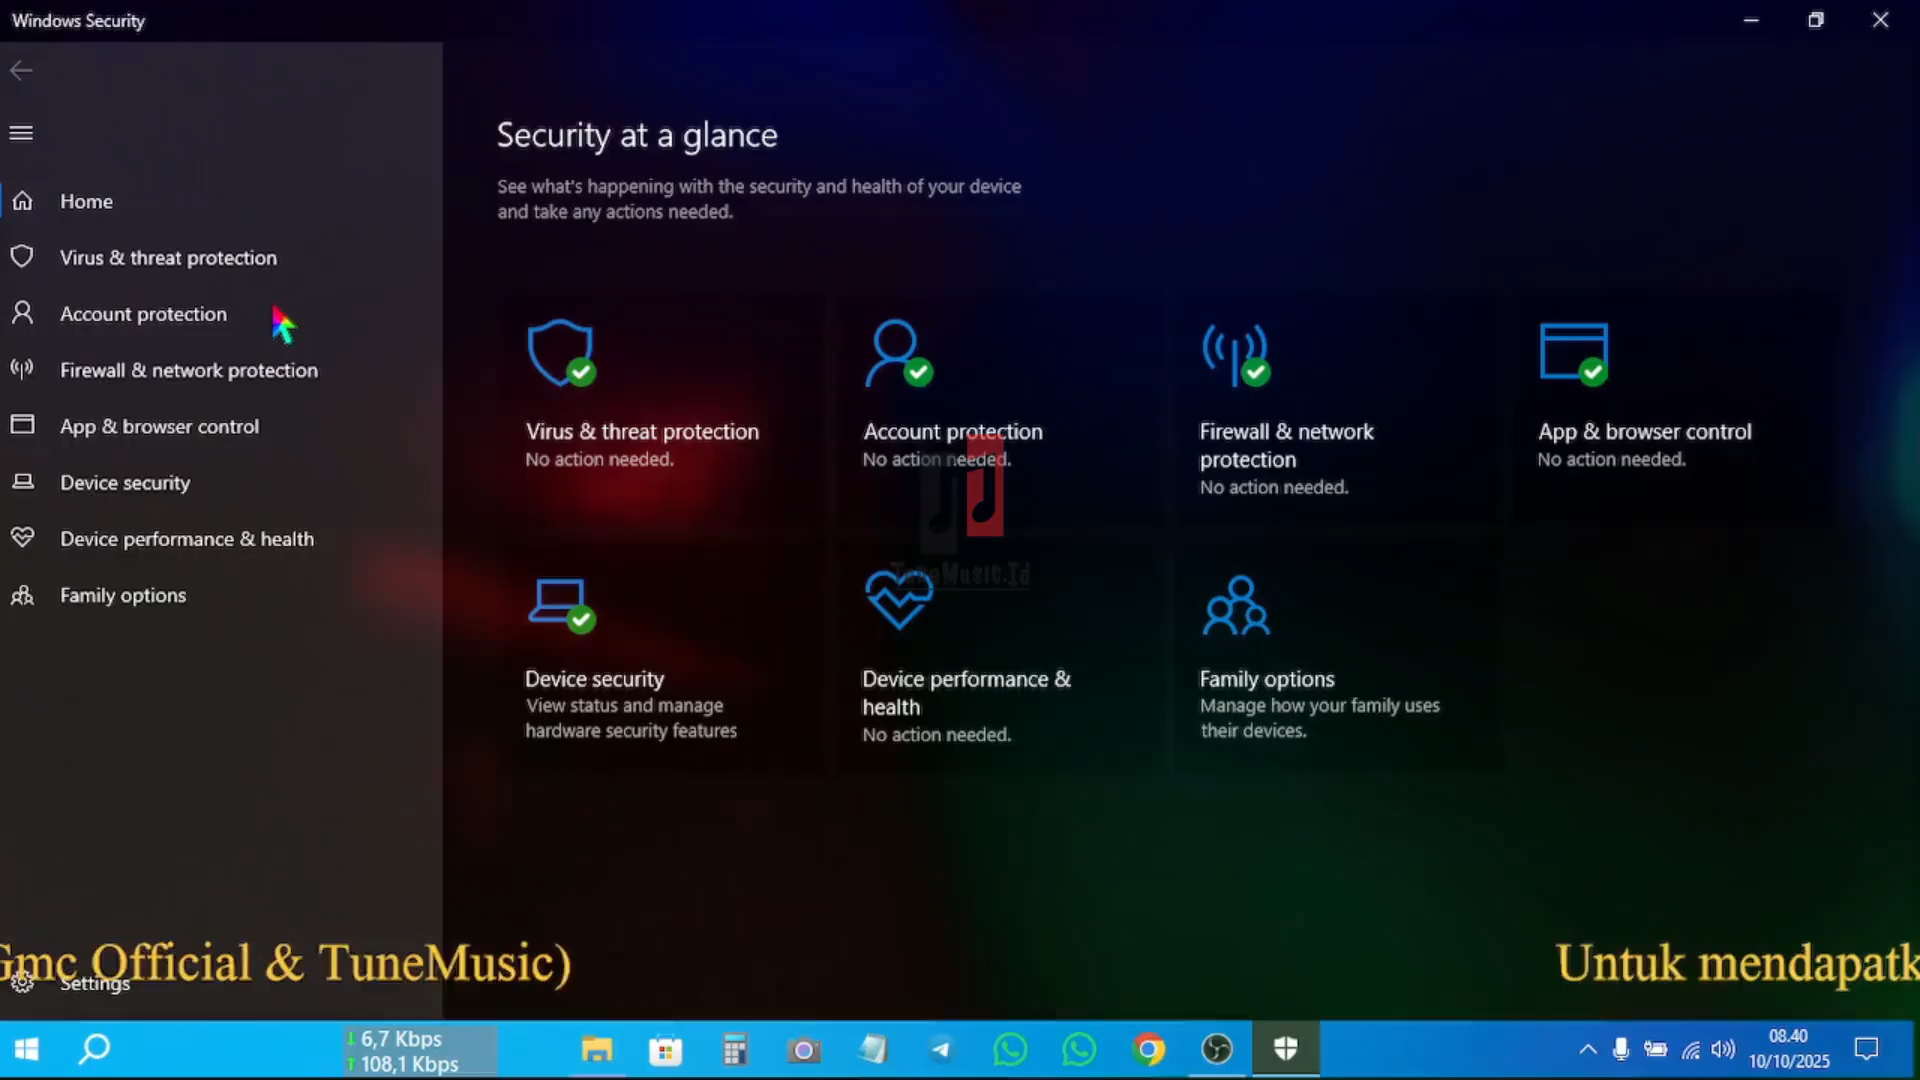 Windows Security
Home
Virus & threat protection
Account protection
Firewall & network protection
App & browser control
Device security
Device performance & health
Family options
Settings
Security at a glance
See what's happening with the security and health of your device
and take any actions needed.
Virus & threat protection
No action needed.
Account protection
No action needed.
Firewall & network
protection
No action needed.
App & browser control
No action needed.
Device security
View status and manage
hardware security features
Device performance &
health
No action needed.
Family options
Manage how your family uses
their devices.
TuneMusic.Id
Gmc Official & TuneMusic)
Untuk mendapatk
6,7 Kbps
108,1 Kbps
08.40
10/10/2025